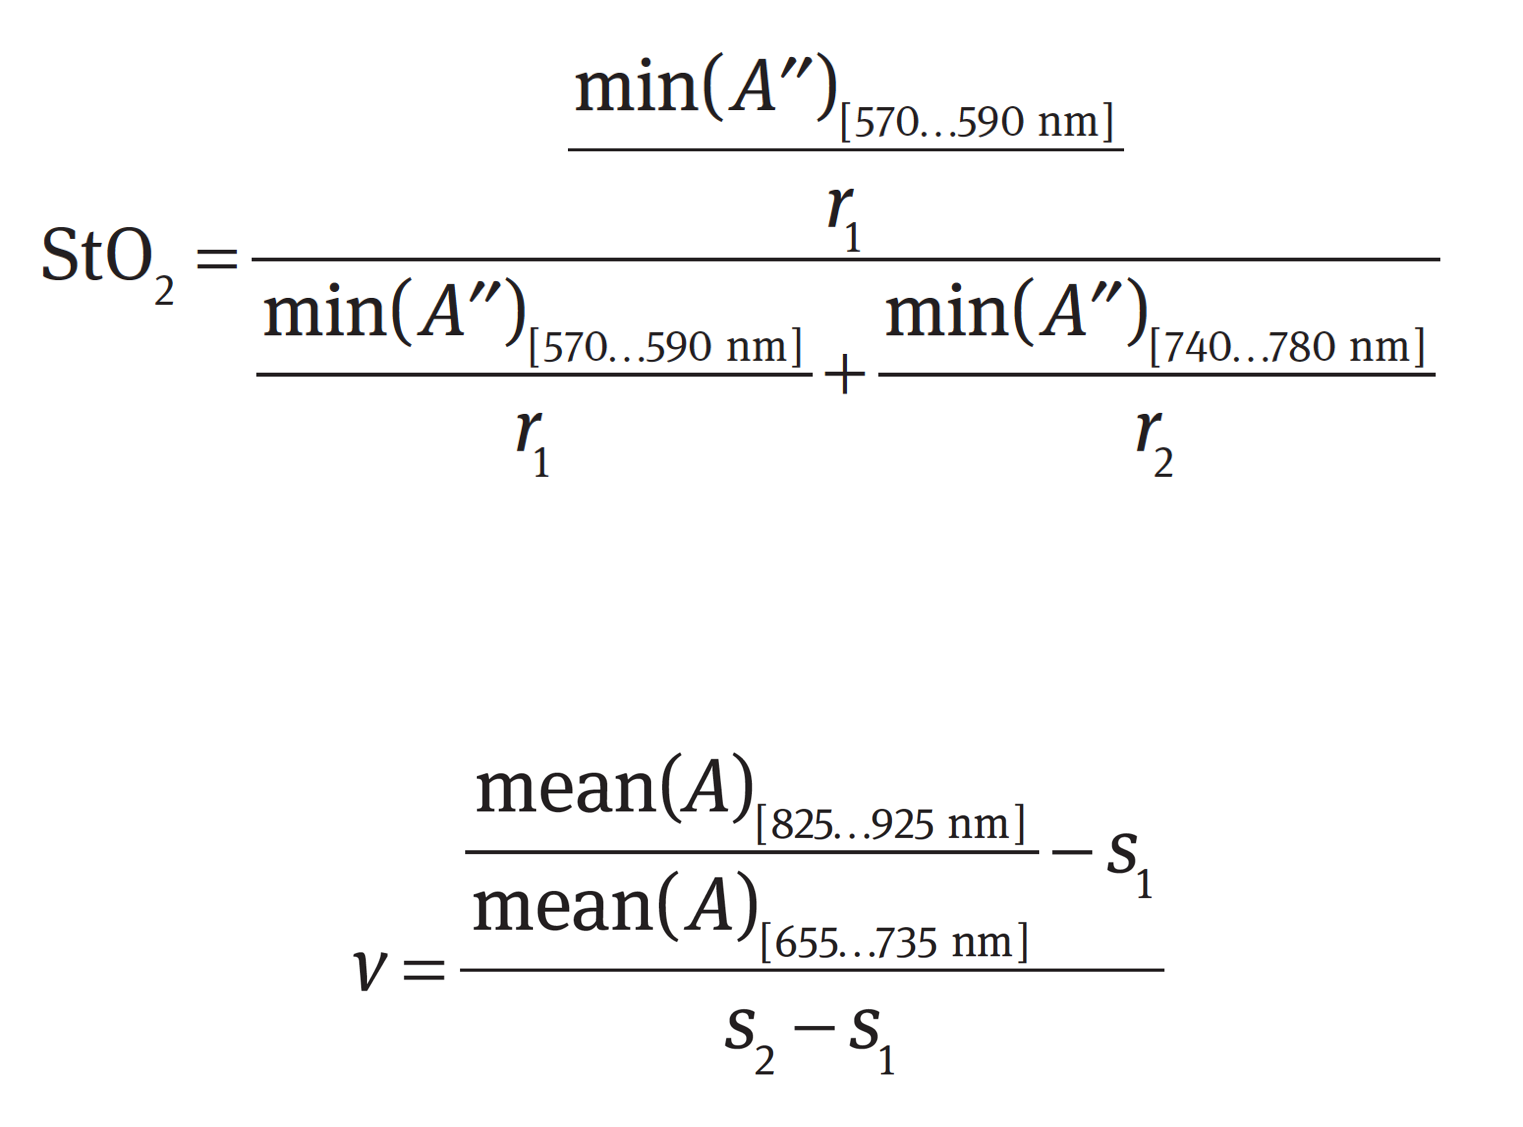 min(A″)[570…590 nm]
r1
StO2 =
min(A″)[570…590 nm] + min(A″)[740…780 nm]
r1 r2
mean(A)[825…925 nm] − s1
mean(A)[655…735 nm]
v =
s2 − s1